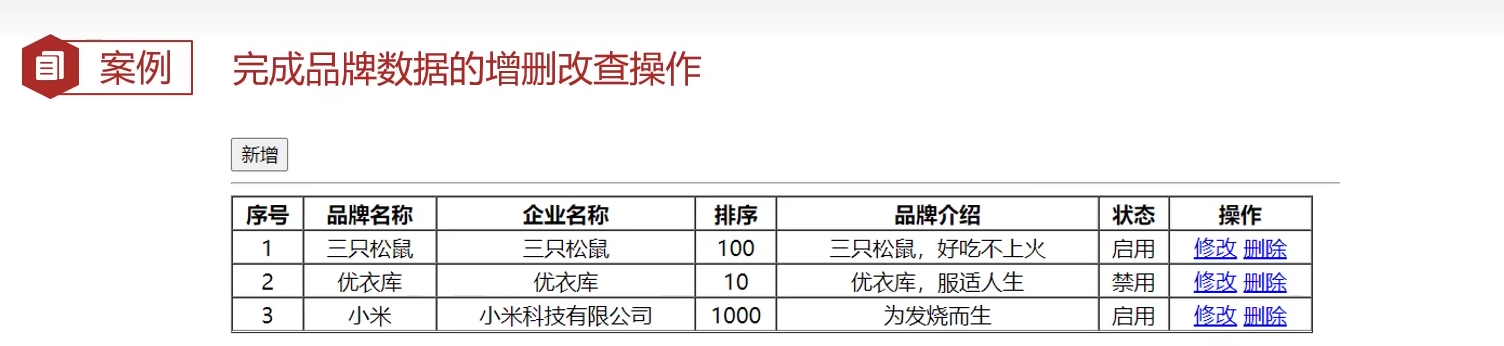 案例 完成品牌数据的增删改查操作
新增
序号 品牌名称 企业名称 排序 品牌介绍 状态 操作
1 三只松鼠 三只松鼠 100 三只松鼠，好吃不上火 启用 修改 删除
2 优衣库 优衣库 10 优衣库，服适人生 禁用 修改 删除
3 小米 小米科技有限公司 1000 为发烧而生 启用 修改 删除